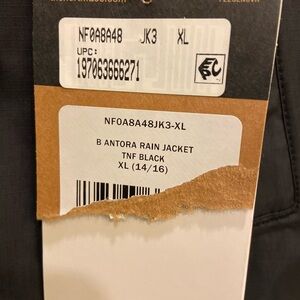 NF0A8A48 JK3 XL
UPC:
197063666271
NF0A8A48JK3-XL
B ANTORA RAIN JACKET
TNF BLACK
XL (14/16)